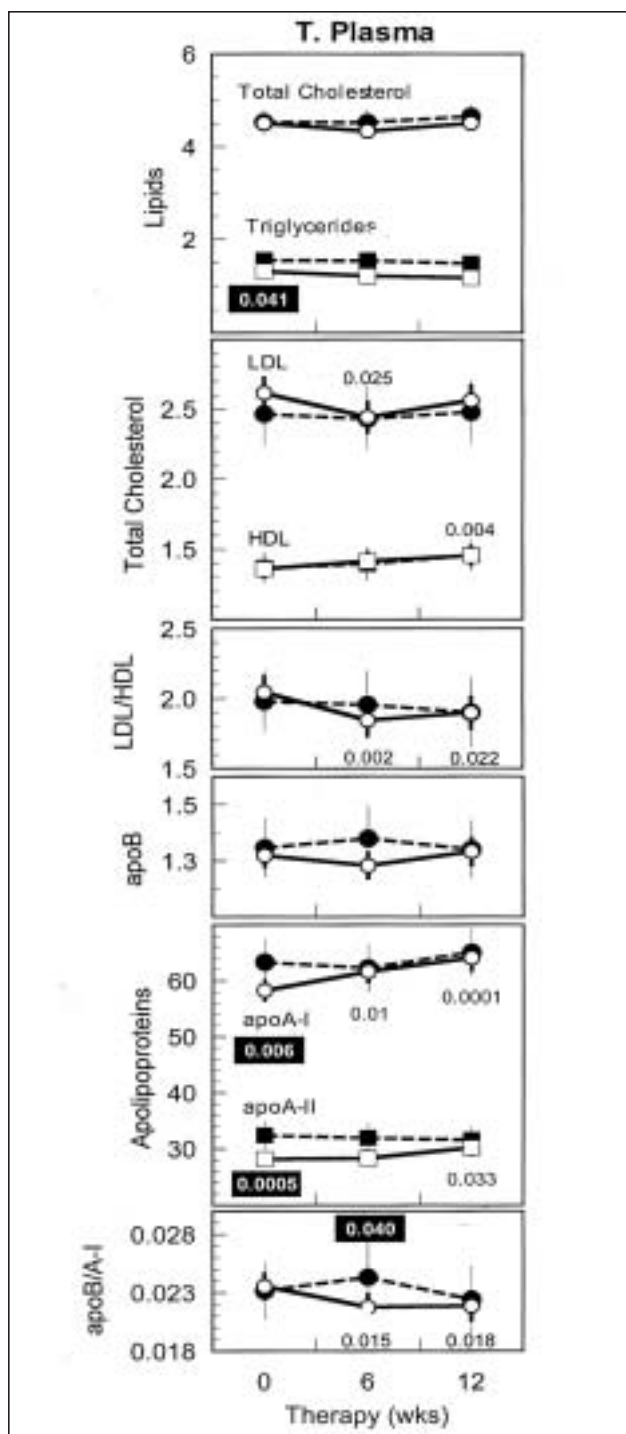 T. Plasma
6
Total Cholesterol
4
Lipids
Triglycerides
2
0.041
LDL
0.025
2.5
Total Cholesterol
2.0
HDL
0.004
1.5
2.5
LDL/HDL
2.0
0.002
0.022
1.5
1.5
apoB
1.3
60
0.01
0.0001
apoA-I
50
0.006
Apolipoproteins
40
apoA-II
30
0.0005
0.033
0.028
0.040
apoB/A-I
0.023
0.015
0.018
0.018
0
6
12
Therapy (wks)